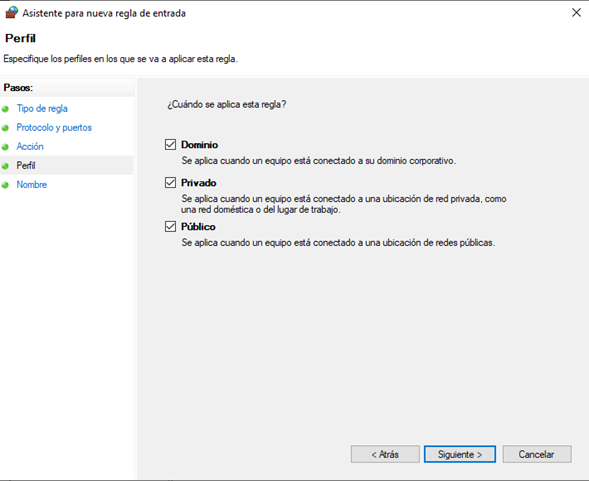 Asistente para nueva regla de entrada
Perfil
Especifique los perfiles en los que se va a aplicar esta regla.
Pasos:
Tipo de regla
Protocolo y puertos
Acción
Perfil
Nombre
¿Cuándo se aplica esta regla?
Dominio
Se aplica cuando un equipo está conectado a su dominio corporativo.
Privado
Se aplica cuando un equipo está conectado a una ubicación de red privada, como
una red doméstica o del lugar de trabajo.
Público
Se aplica cuando un equipo está conectado a una ubicación de redes públicas.
< Atrás
Siguiente >
Cancelar